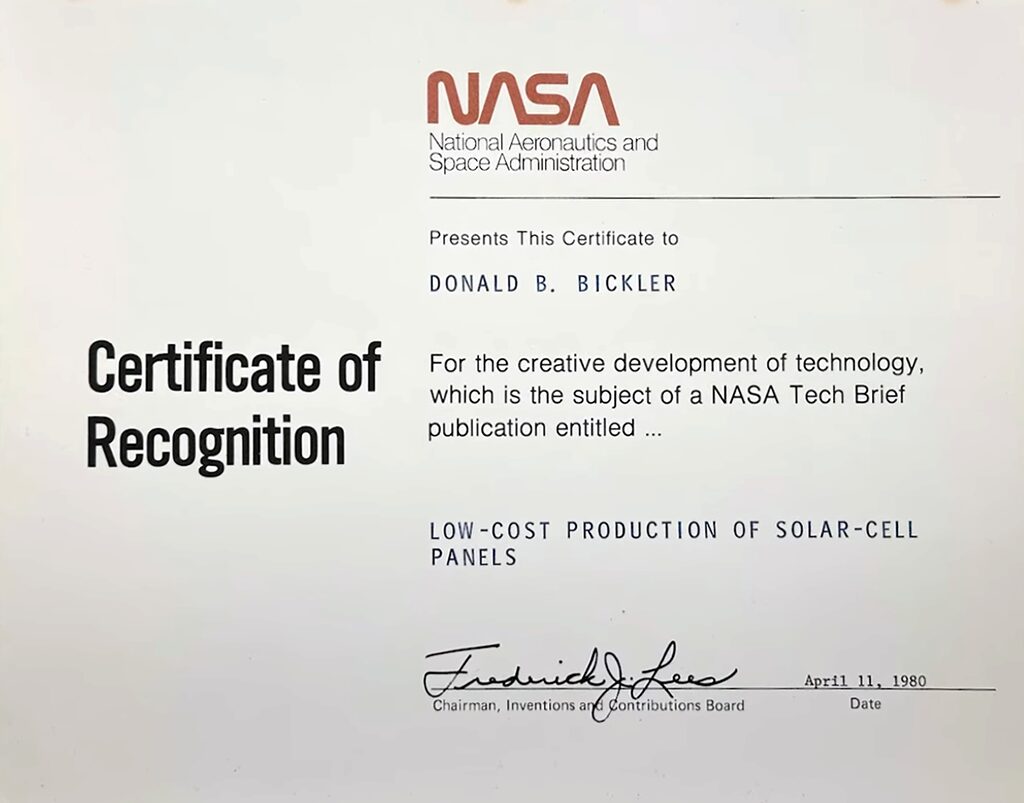 NASA
National Aeronautics and
Space Administration
Presents This Certificate to
DONALD B. BICKLER
Certificate of
Recognition
For the creative development of technology,
which is the subject of a NASA Tech Brief
publication entitled ...
LOW-COST PRODUCTION OF SOLAR-CELL
PANELS
Frederick J. Lees
April 11, 1980
Chairman, Inventions and Contributions Board
Date